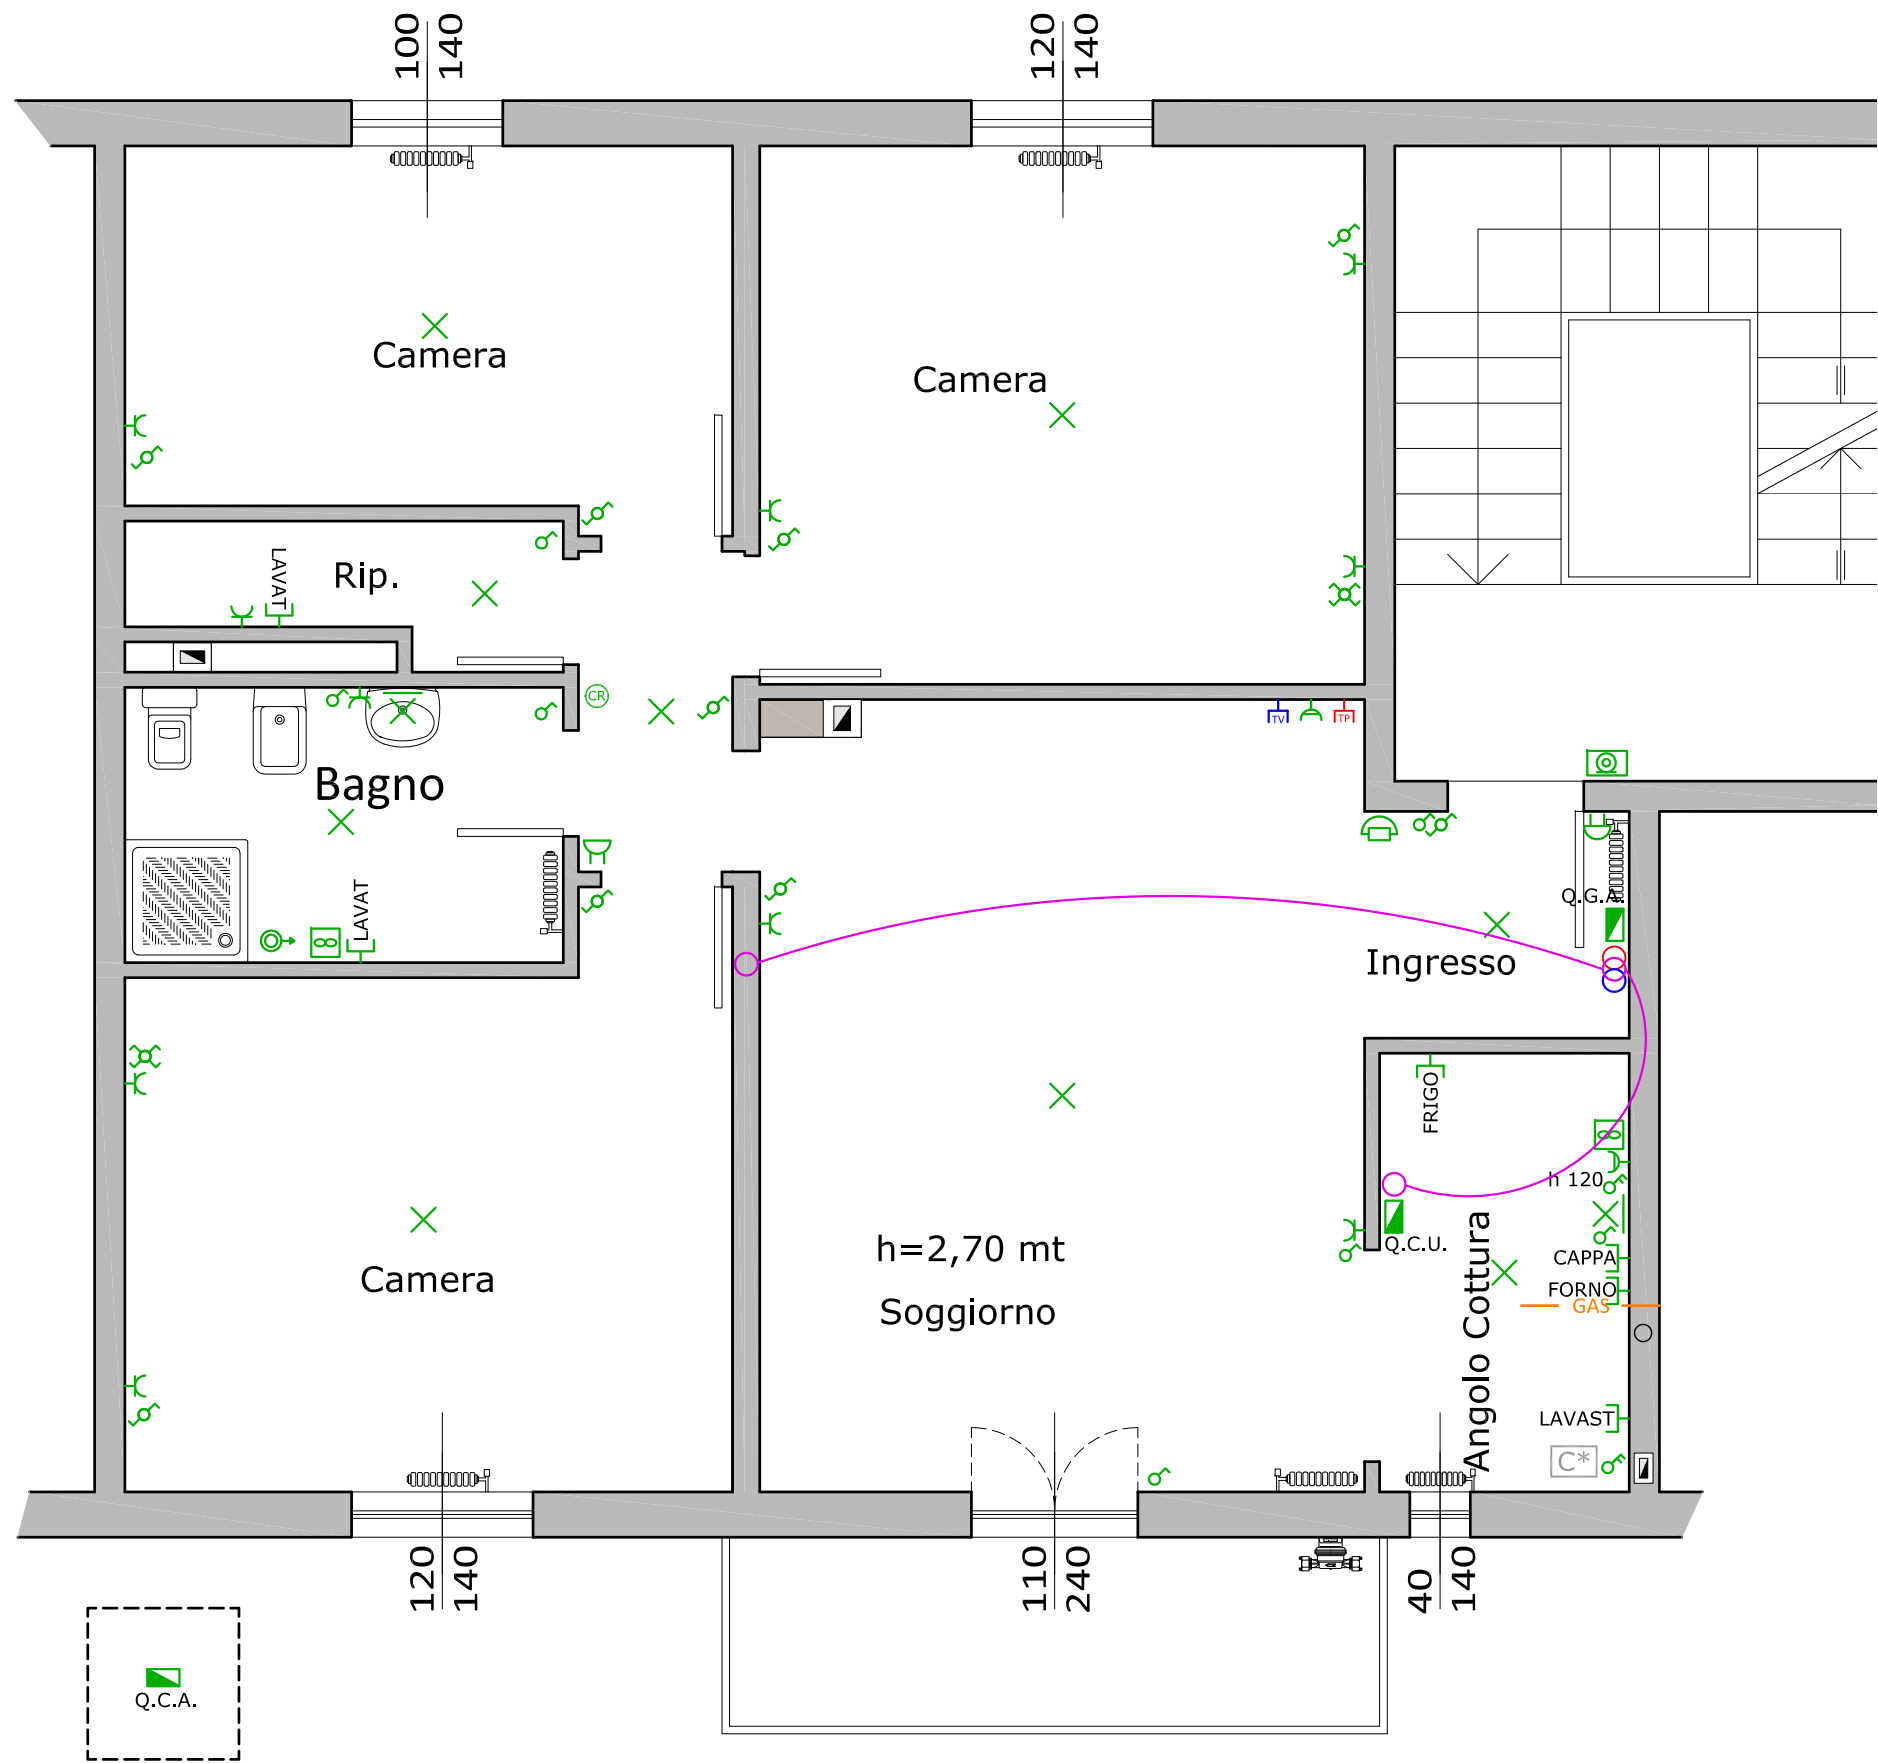 100
140
120
140
Camera
Camera
LAVAT
Rip.
CR
TV
TP
Bagno
LAVAT
Q.G.A.
Ingresso
FRIGO
h 120
Q.C.U.
h=2,70 mt
CAPPA
Camera
FORNO
GAS
Soggiorno
Angolo Cottura
LAVAST
C*
120
140
110
240
40
140
Q.C.A.